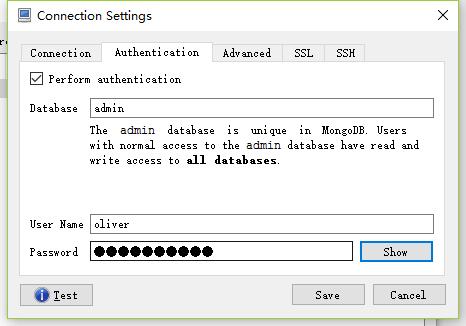 Connection Settings
Connection Authentication Advanced SSL SSH
Perform authentication
Database admin
The admin database is unique in MongoDB. Users
with normal access to the admin database have read and
write access to all databases.
User Name oliver
Password ●●●●●●●●●● Show
Test Save Cancel